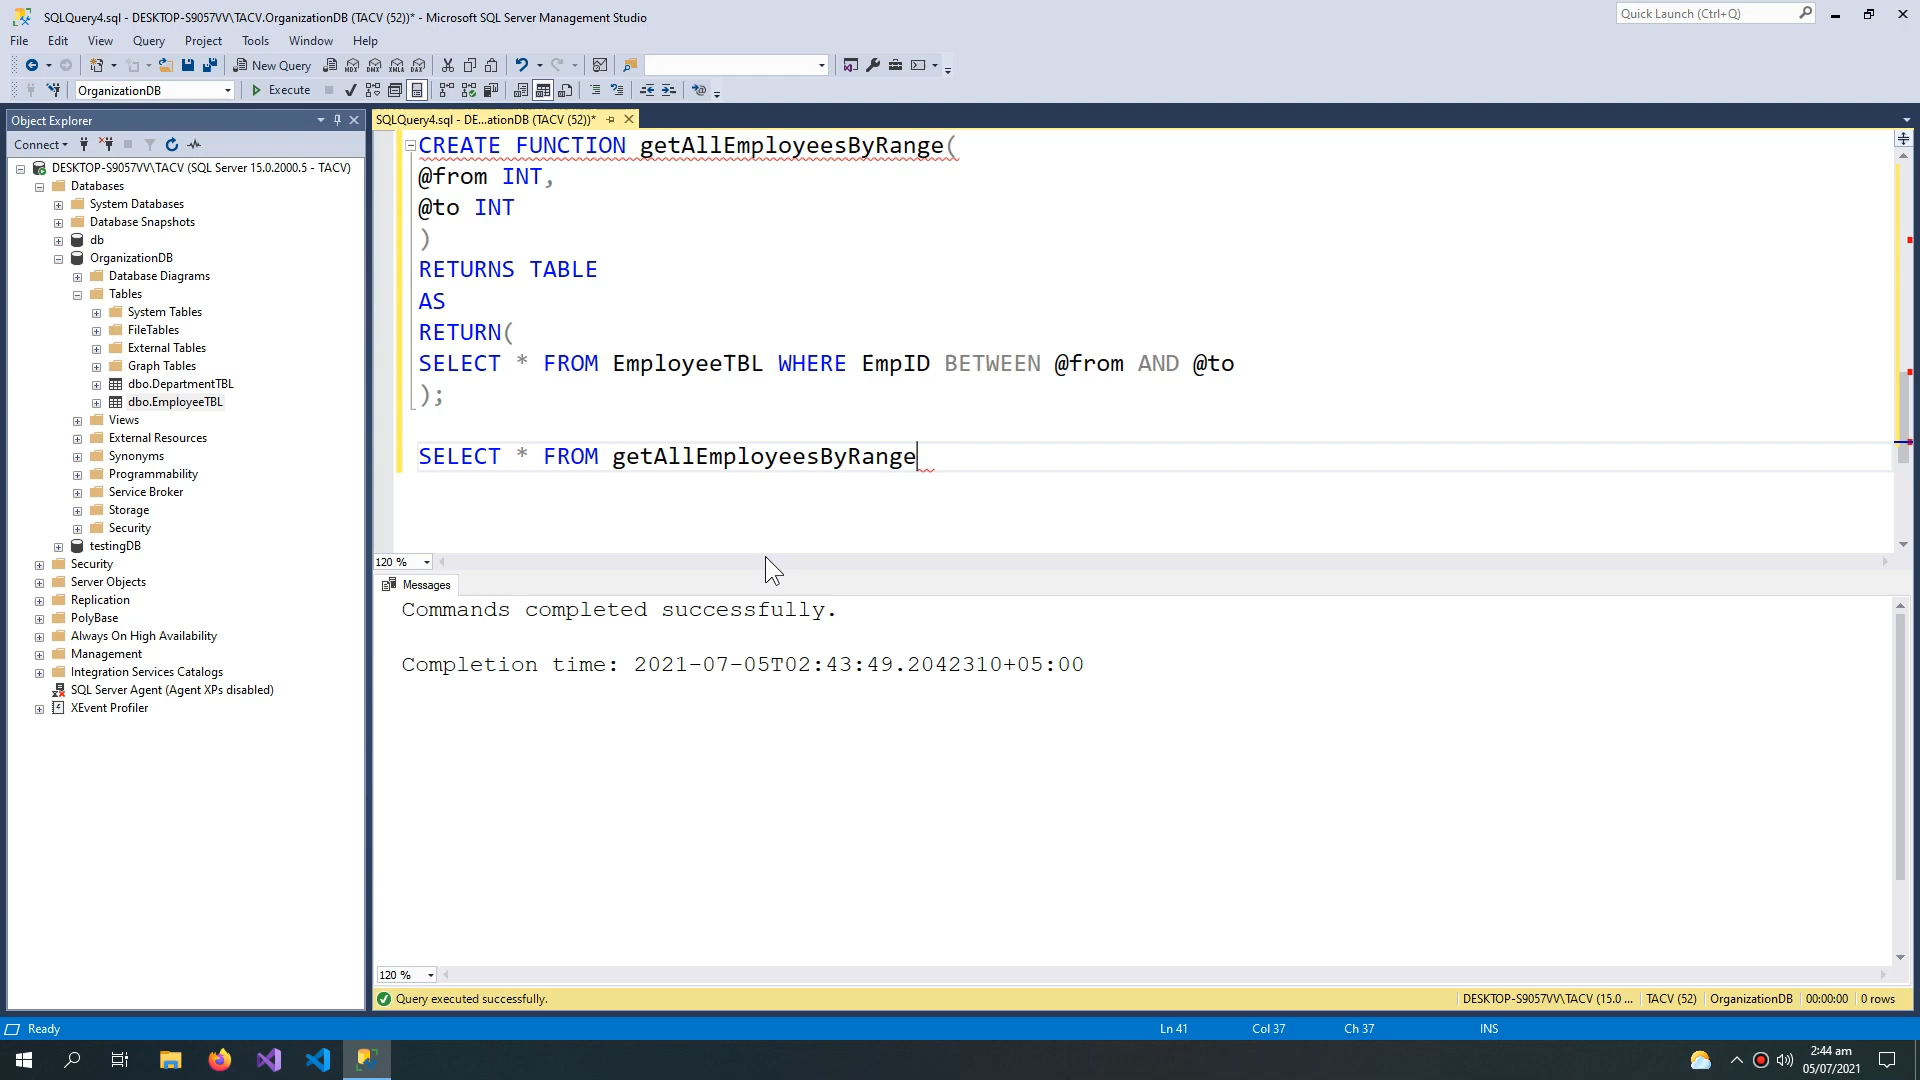 SQLQuery4.sql - DESKTOP-S9057VV\TACV.OrganizationDB (TACV (52))* - Microsoft SQL Server Management Studio
Quick Launch (Ctrl+Q)
File Edit View Query Project Tools Window Help
New Query
MDX DMX XMLA DAX
OrganizationDB
Execute
Object Explorer
SQLQuery4.sql - DE...ationDB (TACV (52))*
Connect
DESKTOP-S9057VV\TACV (SQL Server 15.0.2000.5 - TACV)
Databases
System Databases
Database Snapshots
db
OrganizationDB
Database Diagrams
Tables
System Tables
FileTables
External Tables
Graph Tables
dbo.DepartmentTBL
dbo.EmployeeTBL
Views
External Resources
Synonyms
Programmability
Service Broker
Storage
Security
testingDB
Security
Server Objects
Replication
PolyBase
Always On High Availability
Management
Integration Services Catalogs
SQL Server Agent (Agent XPs disabled)
XEvent Profiler
CREATE FUNCTION getAllEmployeesByRange(
@from INT,
@to INT
)
RETURNS TABLE
AS
RETURN(
SELECT * FROM EmployeeTBL WHERE EmpID BETWEEN @from AND @to
);
SELECT * FROM getAllEmployeesByRange
120 %
Messages
Commands completed successfully.
Completion time: 2021-07-05T02:43:49.2042310+05:00
120 %
Query executed successfully.
DESKTOP-S9057VV\TACV (15.0 ... TACV (52) OrganizationDB 00:00:00 0 rows
Ready
Ln 41 Col 37 Ch 37 INS
2:44 am
05/07/2021